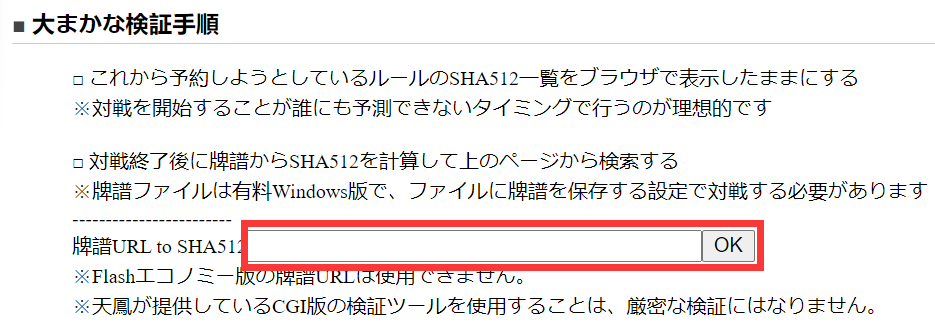 ■ 大まかな検証手順
□ これから予約しようとしているルールのSHA512一覧をブラウザで表示したままにする
※対戦を開始することが誰にも予測できないタイミングで行うのが理想的です
□ 対戦終了後に牌譜からSHA512を計算して上のページから検索する
※牌譜ファイルは有料Windows版で、ファイルに牌譜を保存する設定で対戦する必要があります
------------------------
牌譜URL to SHA512 OK
※Flashエコノミー版の牌譜URLは使用できません。
※天鳳が提供しているCGI版の検証ツールを使用することは、厳密な検証にはなりません。